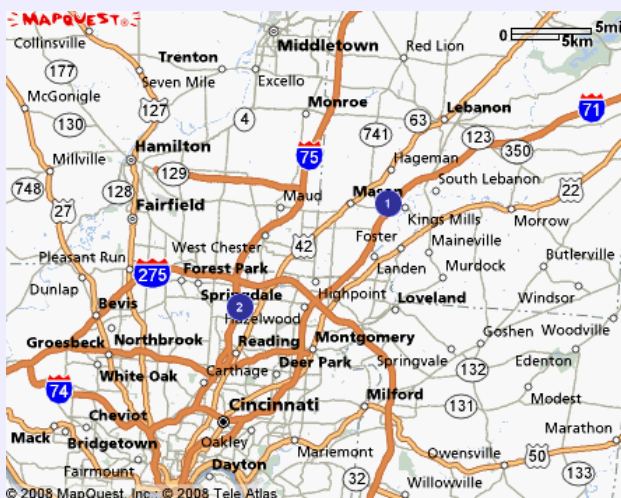 MAPQUEST
Collinsville
Middletown
Red Lion
0 5mi
5km
Trenton
177
Seven Mile
Excello
McGonigle
127
Monroe
Lebanon
71
130
4
741
63
123
350
Hamilton
75
Hageman
Millville
129
748
128
Maud
Mason
South Lebanon
22
27
Fairfield
1
Kings Mills
Morrow
West Chester
42
Foster
Maineville
Pleasant Run
Butlerville
275
Forest Park
Landen
Murdock
Dunlap
Springdale
Highpoint
Windsor
Bevis
2
Hazelwood
Loveland
Groesbeck
Northbrook
Reading
Montgomery
Goshen
Woodville
Deer Park
Springvale
Edenton
White Oak
Carthage
132
74
Milford
Modest
Cheviot
Cincinnati
131
Mack
Bridgetown
Oakley
Marathon
Mariemont
Owensville
50
Fairmount
Dayton
32
Willowville
133
© 2008 MapQuest, Inc.; © 2008 Tele Atlas